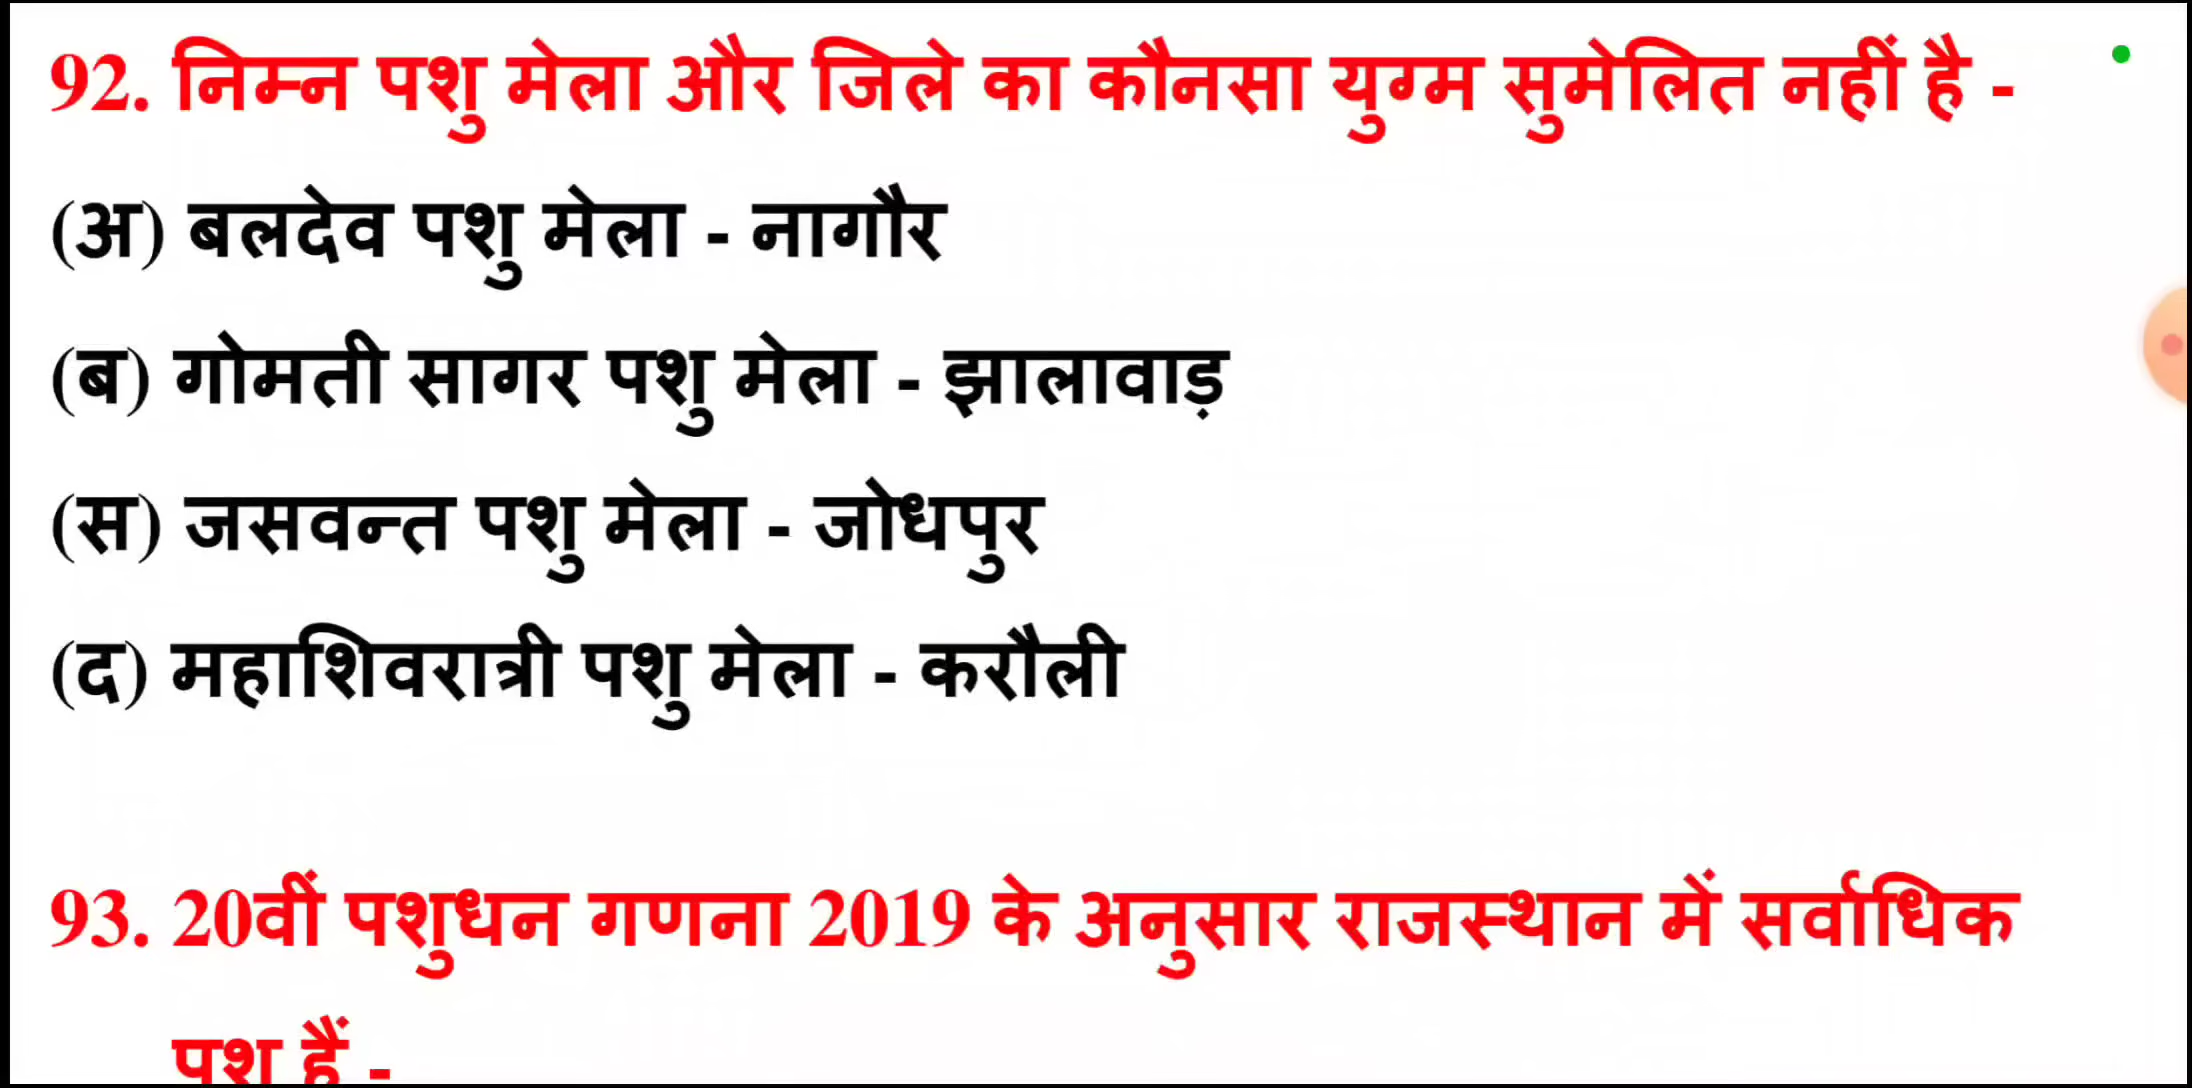 92. निम्न पशु मेला और जिले का कौनसा युग्म सुमेलित नहीं है -
(अ) बलदेव पशु मेला - नागौर
(ब) गोमती सागर पशु मेला - झालावाड़
(स) जसवन्त पशु मेला - जोधपुर
(द) महाशिवरात्री पशु मेला - करौली
93. 20वीं पशुधन गणना 2019 के अनुसार राजस्थान में सर्वाधिक
पशु हैं -